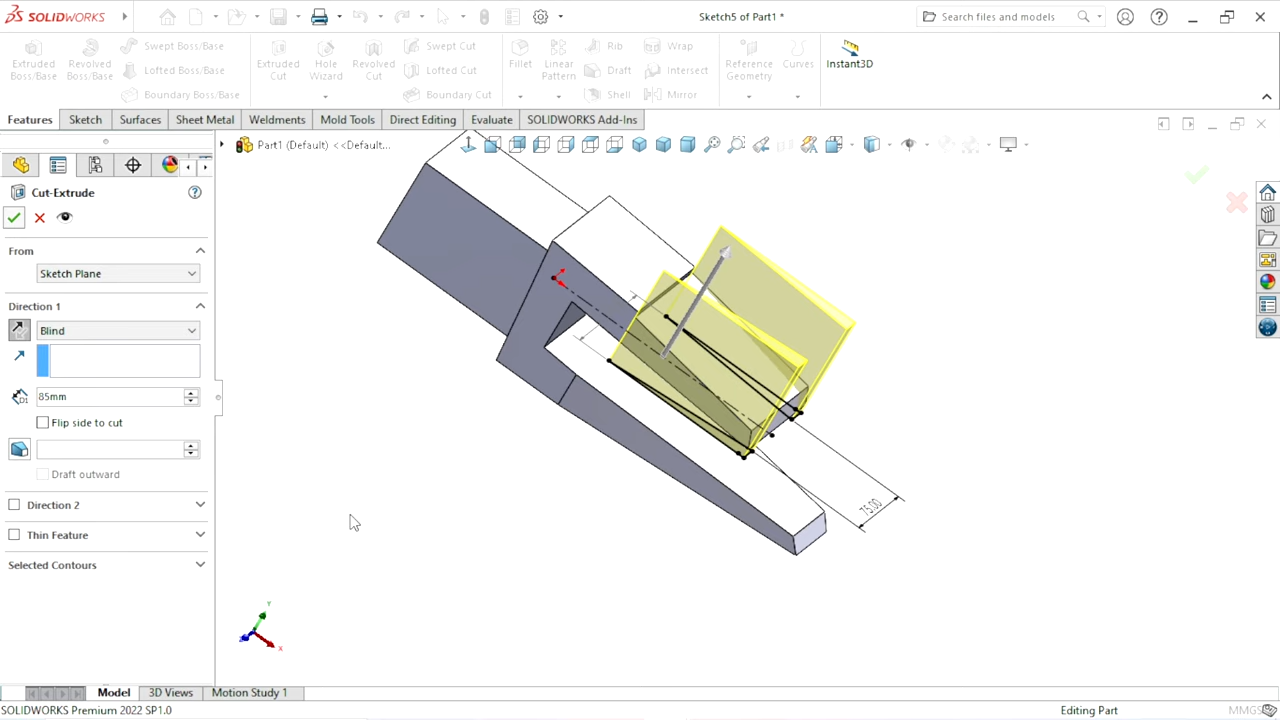 SOLIDWORKS
Sketch5 of Part1 *
Search files and models
Extruded Boss/Base
Revolved Boss/Base
Swept Boss/Base
Lofted Boss/Base
Boundary Boss/Base
Extruded Cut
Hole Wizard
Revolved Cut
Swept Cut
Lofted Cut
Boundary Cut
Fillet
Linear Pattern
Rib
Draft
Shell
Wrap
Intersect
Mirror
Reference Geometry
Curves
Instant3D
Features
Sketch
Surfaces
Sheet Metal
Weldments
Mold Tools
Direct Editing
Evaluate
SOLIDWORKS Add-Ins
Part1 (Default) <<Default...
Cut-Extrude
From
Sketch Plane
Direction 1
Blind
D1
85mm
Flip side to cut
Draft outward
Direction 2
Thin Feature
Selected Contours
75.00
Y
X
Z
Model
3D Views
Motion Study 1
SOLIDWORKS Premium 2022 SP1.0
Editing Part
MMGS